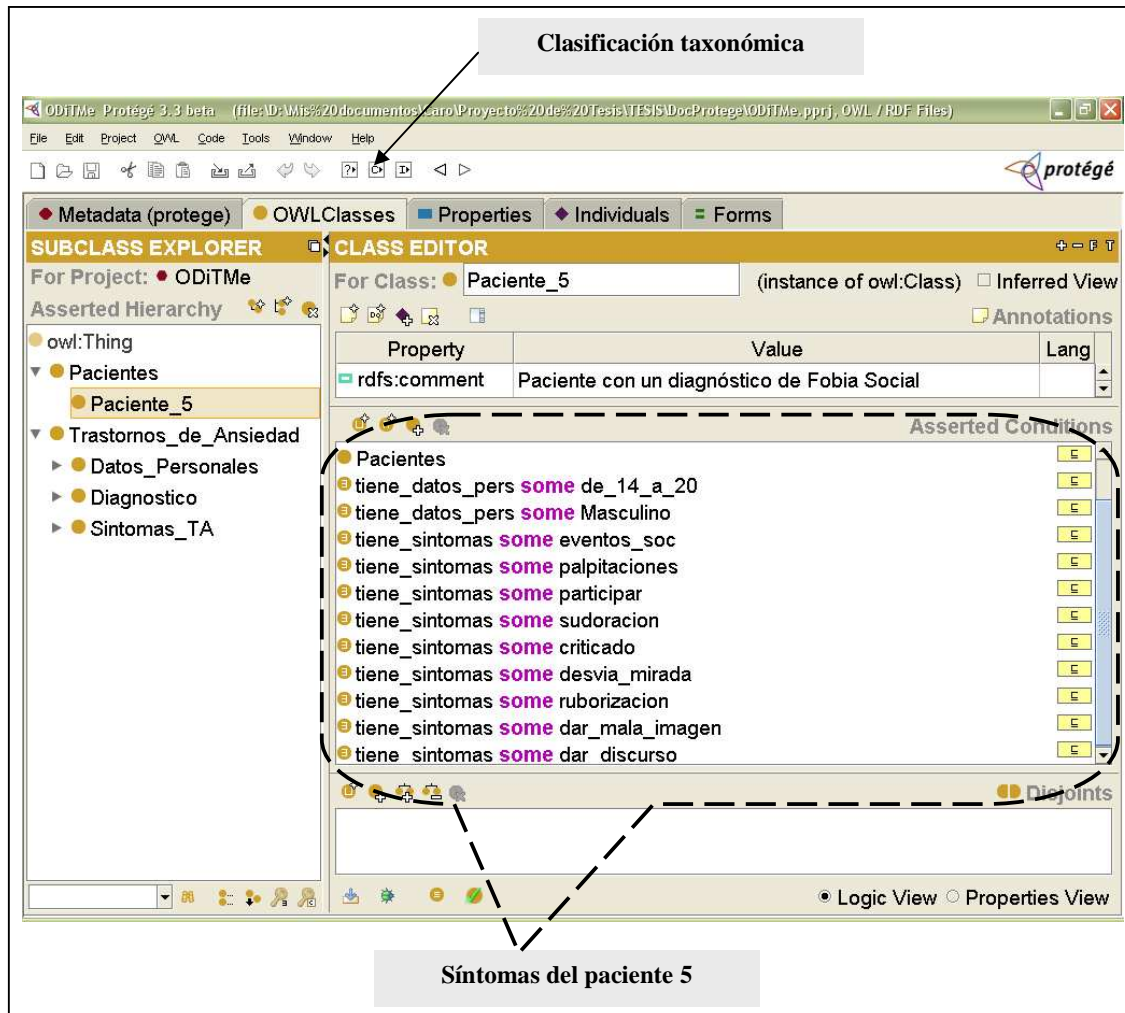 Clasificación taxonómica
ODiTMe Protégé 3.3 beta (file:\D:\Mis%20documentos\Caro\Proyecto%20de%20Tesis\TESIS\DocProtege\ODiTMe.pprj, OWL / RDF Files)
File Edit Project OWL Code Tools Window Help
protégé
Metadata (protege) OWLClasses Properties Individuals Forms
SUBCLASS EXPLORER
For Project: ODiTMe
Asserted Hierarchy
owl:Thing
Pacientes
Paciente_5
Trastornos_de_Ansiedad
Datos_Personales
Diagnostico
Sintomas_TA
CLASS EDITOR
For Class: Paciente_5 (instance of owl:Class) Inferred View
Annotations
Property Value Lang
rdfs:comment Paciente con un diagnóstico de Fobia Social
Asserted Conditions
Pacientes
tiene_datos_pers some de_14_a_20
tiene_datos_pers some Masculino
tiene_sintomas some eventos_soc
tiene_sintomas some palpitaciones
tiene_sintomas some participar
tiene_sintomas some sudoracion
tiene_sintomas some criticado
tiene_sintomas some desvia_mirada
tiene_sintomas some ruborizacion
tiene_sintomas some dar_mala_imagen
tiene_sintomas some dar_discurso
Disjoints
Logic View Properties View
Síntomas del paciente 5